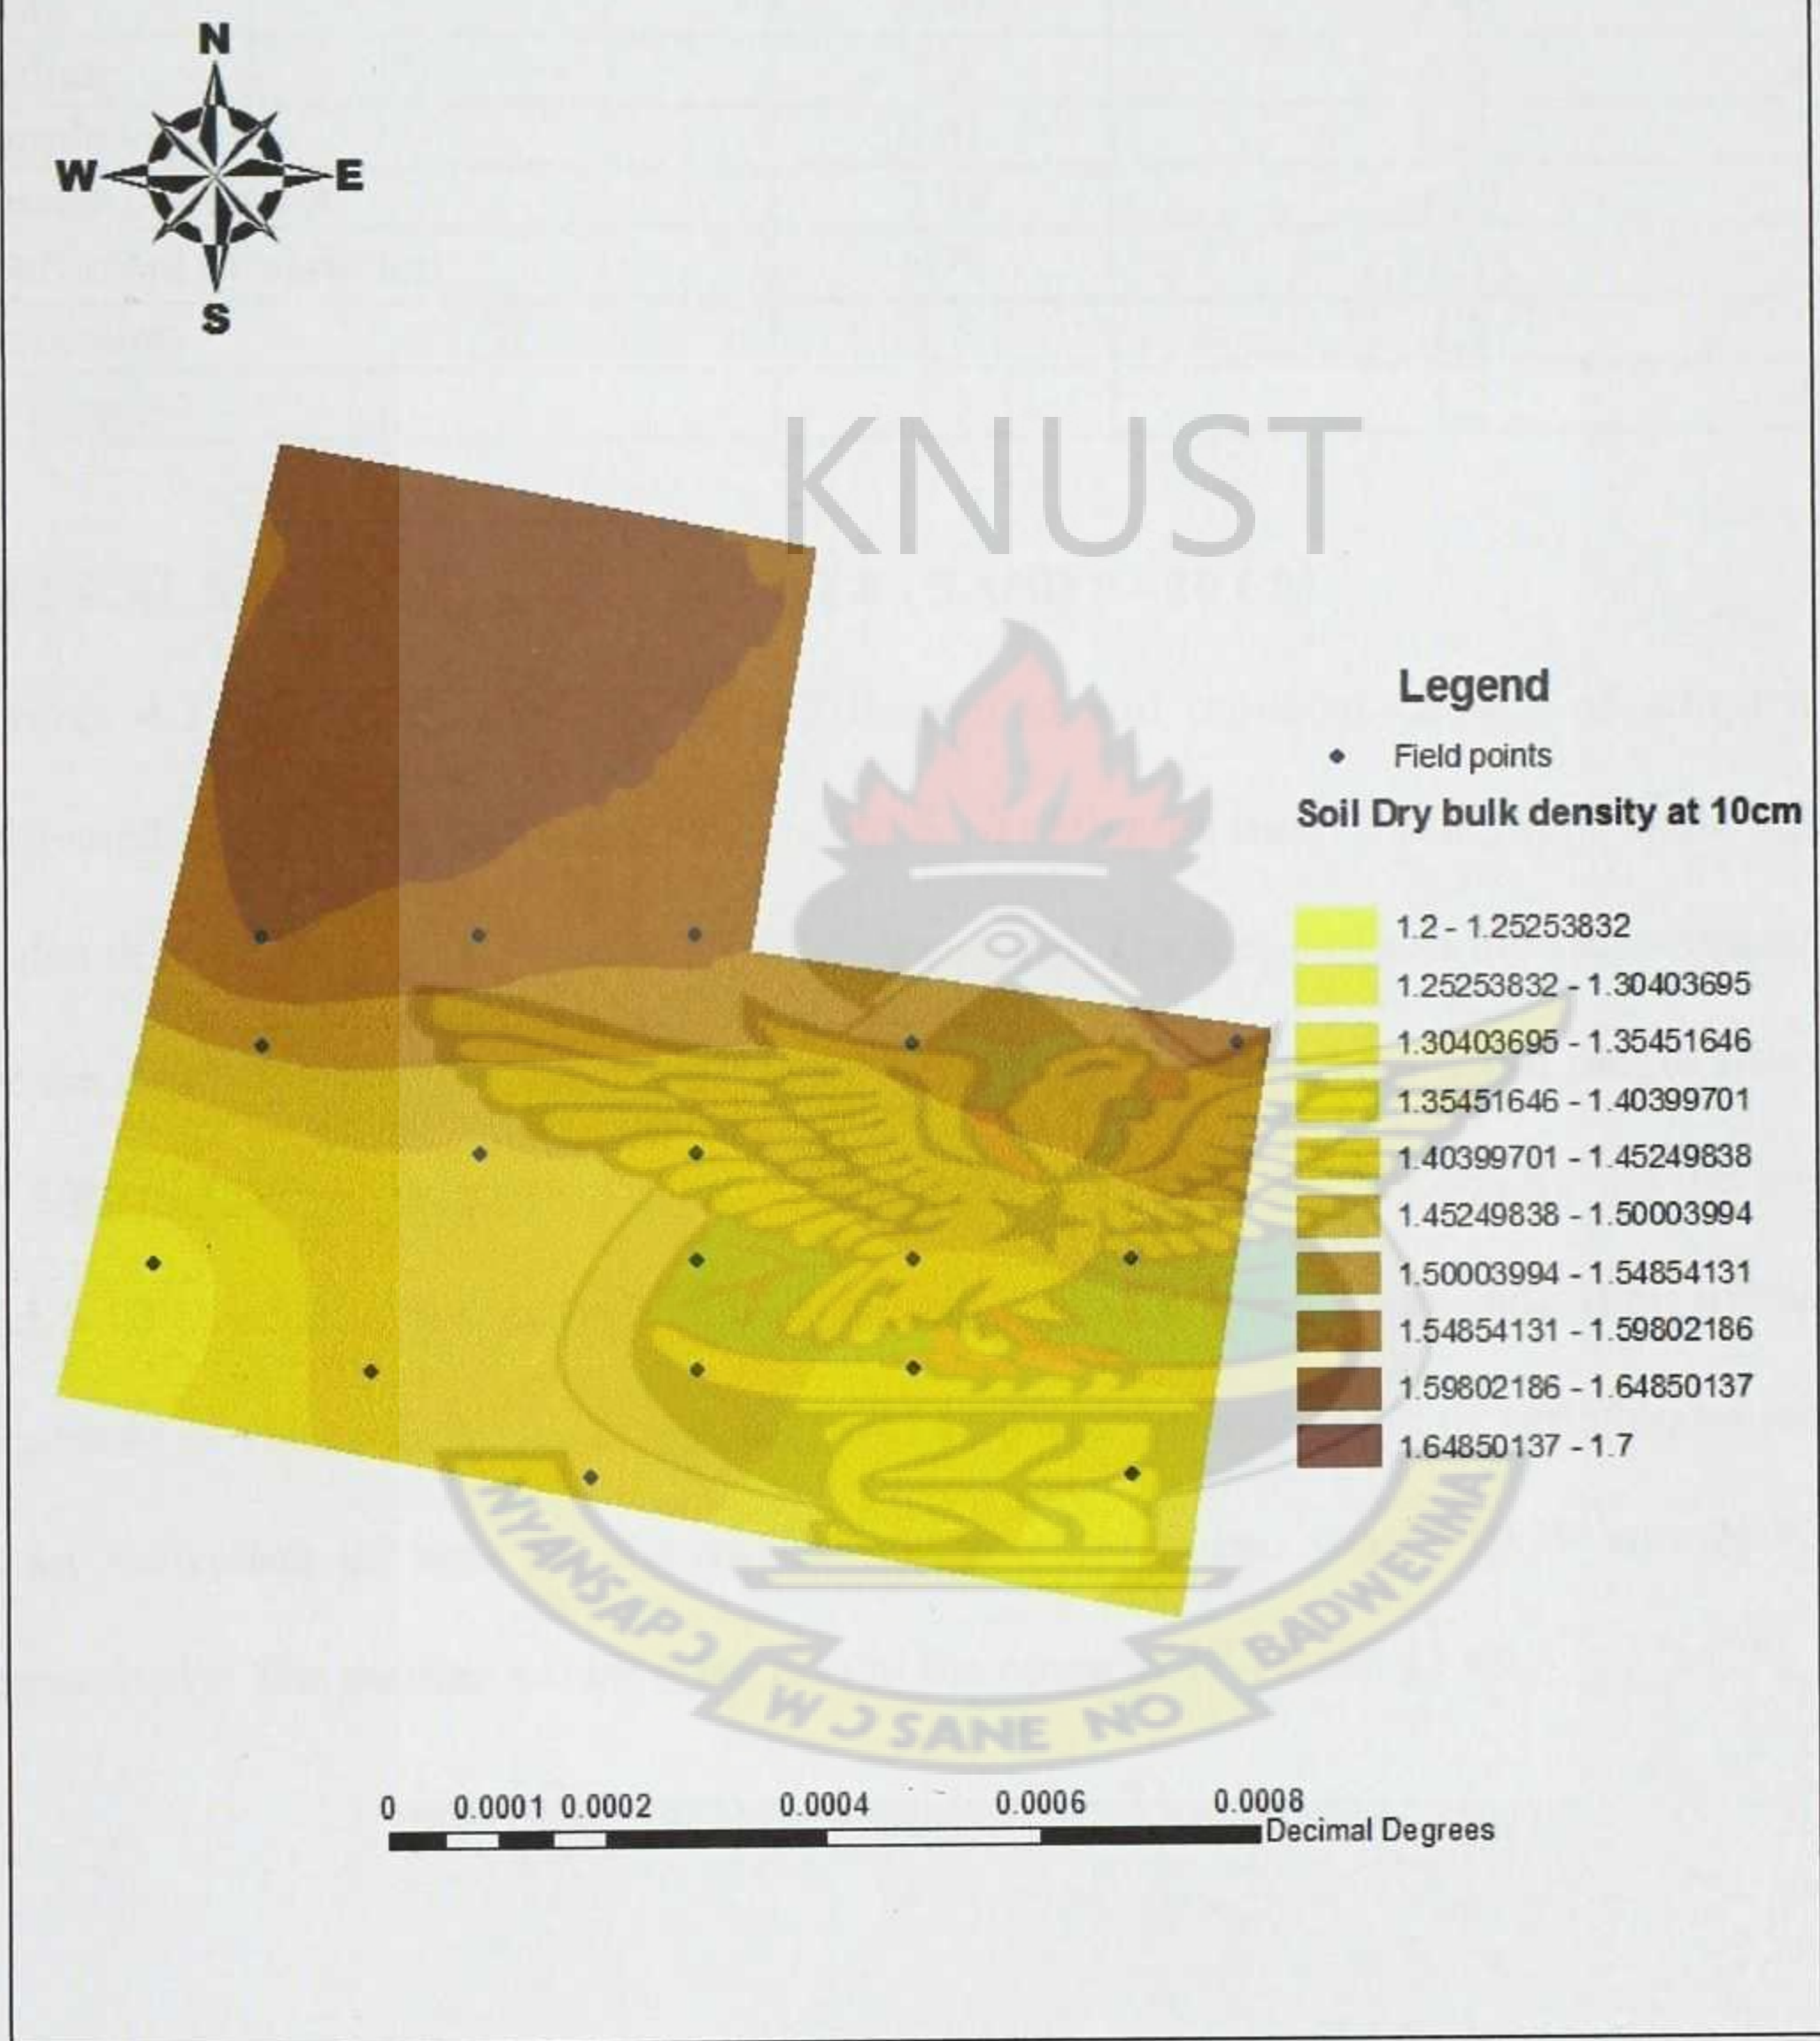 N
W E
S
KNUST
Legend
Field points
Soil Dry bulk density at 10cm
1.2 - 1.25253832
1.25253832 - 1.30403695
1.30403695 - 1.35451646
1.35451646 - 1.40399701
1.40399701 - 1.45249838
1.45249838 - 1.50003994
1.50003994 - 1.54854131
1.54854131 - 1.59802186
1.59802186 - 1.64850137
1.64850137 - 1.7
NYANSAPƆ
WƆ SANE NO
BADWENMA
0 0.0001 0.0002 0.0004 0.0006 0.0008
Decimal Degrees